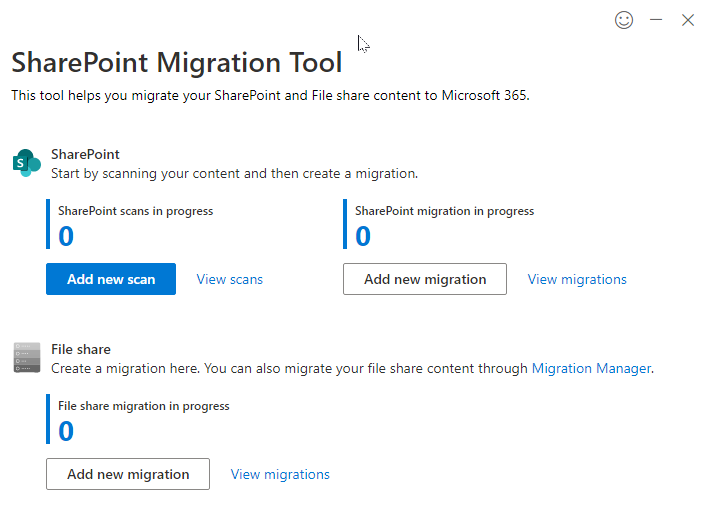 SharePoint Migration Tool
This tool helps you migrate your SharePoint and File share content to Microsoft 365.
S
SharePoint
Start by scanning your content and then create a migration.
SharePoint scans in progress
0
SharePoint migration in progress
0
Add new scan
View scans
Add new migration
View migrations
File share
Create a migration here. You can also migrate your file share content through Migration Manager.
File share migration in progress
0
Add new migration
View migrations